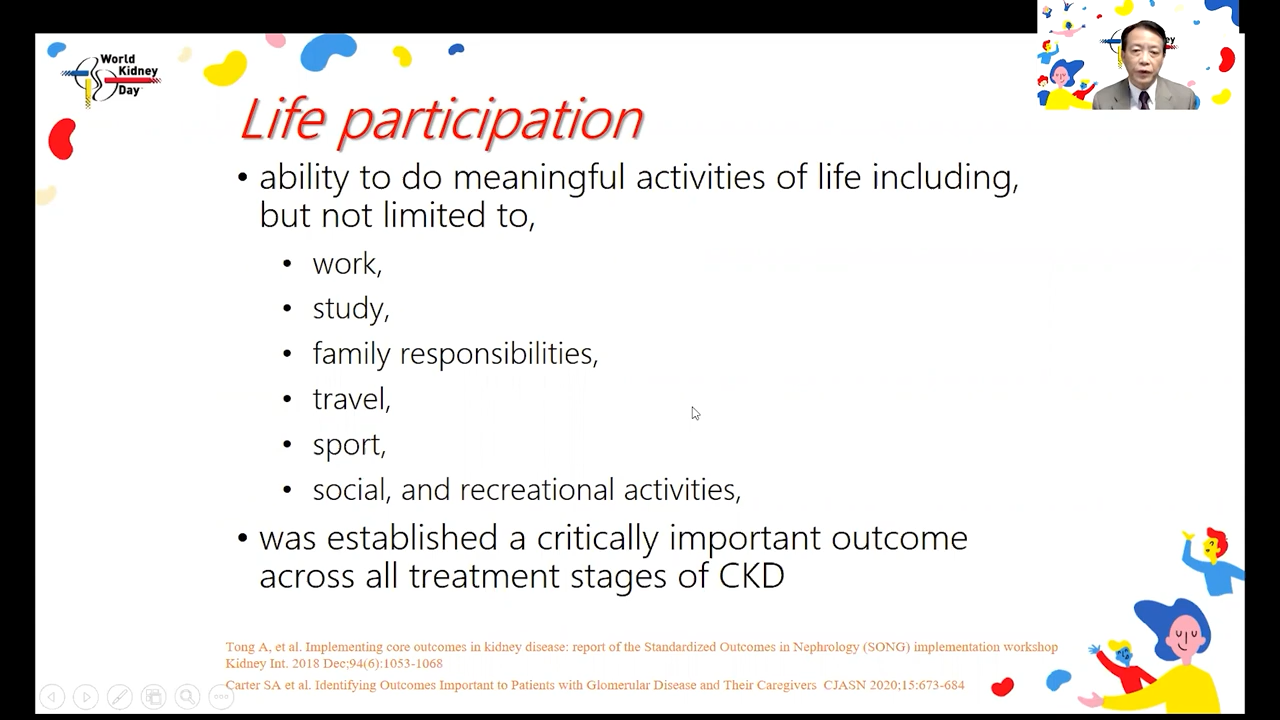 World
Kidney
Day
Life participation
• ability to do meaningful activities of life including,
but not limited to,
• work,
• study,
• family responsibilities,
• travel,
• sport,
• social, and recreational activities,
• was established a critically important outcome
across all treatment stages of CKD
Tong A, et al. Implementing core outcomes in kidney disease: report of the Standardized Outcomes in Nephrology (SONG) implementation workshop
Kidney Int. 2018 Dec;94(6):1053-1068
Carter SA et al. Identifying Outcomes Important to Patients with Glomerular Disease and Their Caregivers CJASN 2020;15:673-684